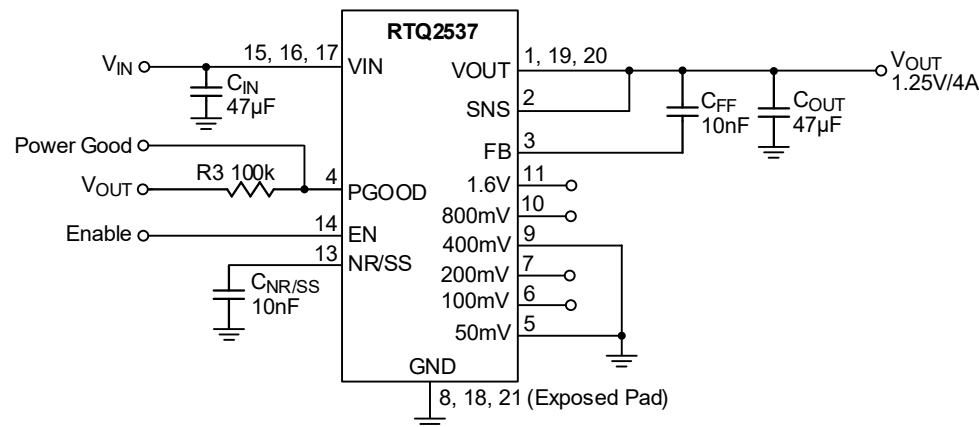 RTQ2537
VIN
15, 16, 17
VIN
CIN
47µF
Power Good
VOUT
R3 100k
4
PGOOD
Enable
14
EN
13
NR/SS
CNR/SS
10nF
VOUT
1, 19, 20
SNS
2
FB
3
CFF
10nF
COUT
47µF
VOUT
1.25V/4A
1.6V
11
800mV
10
400mV
9
200mV
7
100mV
6
50mV
5
GND
8, 18, 21 (Exposed Pad)